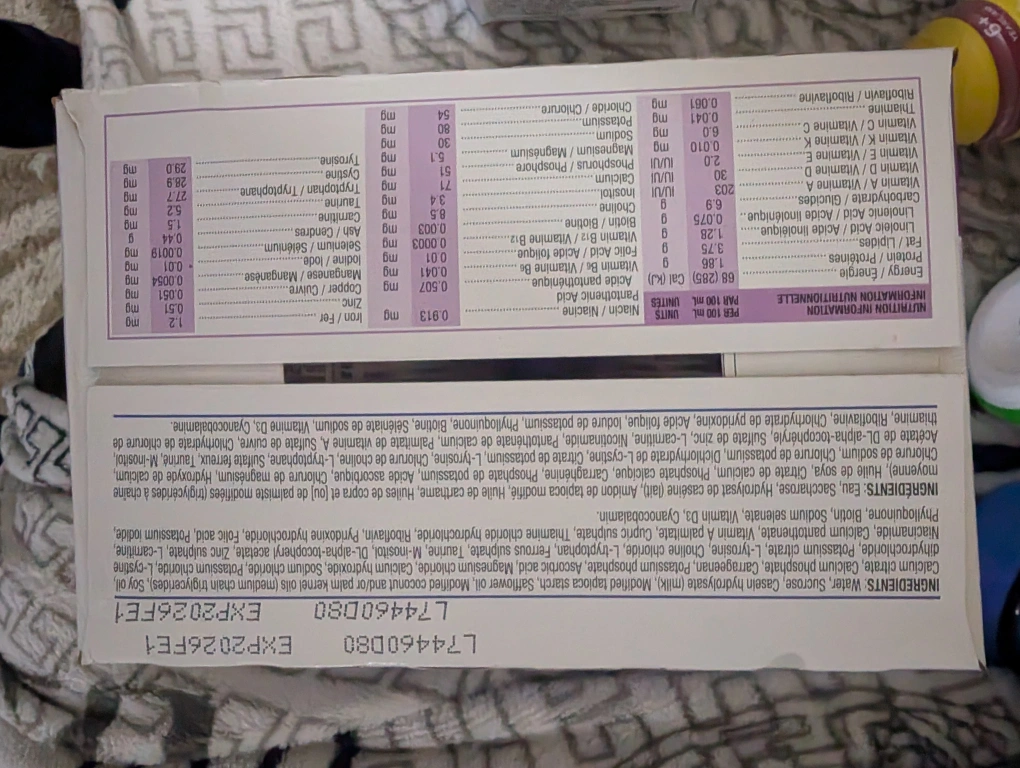 L74460D80 EXP2026FE1
L74460D80 EXP2026FE1
INGREDIENTS: Water, Sucrose, Casein hydrolysate (milk), Modified tapioca starch, Safflower oil, Modified coconut and/or palm kernel oils (medium chain triglycerides), Soy oil,
Calcium citrate, Calcium phosphate, Carrageenan, Potassium phosphate, Ascorbic acid, Magnesium chloride, Calcium hydroxide, Sodium chloride, Potassium chloride, L-cystine
dihydrochloride, Potassium citrate, L-tyrosine, Choline chloride, L-tryptophan, Ferrous sulphate, Taurine, M-inositol, DL-alpha-tocopheryl acetate, Zinc sulphate, L-carnitine,
Niacinamide, Calcium pantothenate, Vitamin A palmitate, Cupric sulphate, Thiamine chloride hydrochloride, Riboflavin, Pyridoxine hydrochloride, Folic acid, Potassium iodide,
Phylloquinone, Biotin, Sodium selenate, Vitamin D3, Cyanocobalamin.
INGRÉDIENTS: Eau, Saccharose, Hydrolysat de caséine (lait), Amidon de tapioca modifié, Huile de carthame, Huiles de copra et [ou] de palmiste modifiées (triglycérides à chaîne
moyenne), Huile de soya, Citrate de calcium, Phosphate calcique, Carraghénine, Phosphate de potassium, Acide ascorbique, Chlorure de magnésium, Hydroxyde de calcium,
Chlorure de sodium, Chlorure de potassium, Dichlorhydrate de L-cystine, Citrate de potassium, L-tyrosine, Chlorure de choline, L-tryptophane, Sulfate ferreux, Taurine, M-inositol,
Acétate de DL-alpha-tocophéryle, Sulfate de zinc, L-carnitine, Nicotinamide, Pantothénate de calcium, Palmitate de vitamine A, Sulfate de cuivre, Chlorhydrate de chlorure de
thiamine, Riboflavine, Chlorhydrate de pyridoxine, Acide folique, Iodure de potassium, Phylloquinone, Biotine, Séléniate de sodium, Vitamine D3, Cyanocobalamine.
NUTRITION INFORMATION PER 100 mL UNITS
INFORMATION NUTRITIONNELLE PAR 100 mL UNITÉS
Energy / Énergie 68 (285) Cal (kJ)
Protein / Protéines 1.86 g
Fat / Lipides 3.75 g
Linoleic Acid / Acide linoléique 1.28 g
Linolenic Acid / Acide linolénique 0.075 g
Carbohydrate / Glucides 6.9 g
Vitamin A / Vitamine A 203 IU/UI
Vitamin D / Vitamine D 30 IU/UI
Vitamin E / Vitamine E 2.0 IU/UI
Vitamin K / Vitamine K 0.010 mg
Vitamin C / Vitamine C 6.0 mg
Thiamine 0.041 mg
Riboflavin / Riboflavine 0.061 mg
Niacin / Niacine 0.913 mg
Pantothenic Acid
Acide pantothénique 0.507 mg
Vitamin B6 / Vitamine B6 0.041 mg
Folic Acid / Acide folique 0.01 mg
Vitamin B12 / Vitamine B12 0.0003 mg
Biotin / Biotine 0.003 mg
Choline 8.5 mg
Inositol 3.4 mg
Calcium 71 mg
Phosphorus / Phosphore 51 mg
Magnesium / Magnésium 5.1 mg
Sodium 30 mg
Potassium 80 mg
Chloride / Chlorure 54 mg
Iron / Fer 1.2 mg
Zinc 0.51 mg
Copper / Cuivre 0.051 mg
Manganese / Manganèse 0.0054 mg
Iodine / Iode 0.01 mg
Selenium / Sélénium 0.0019 mg
Ash / Cendres 0.44 g
Carnitine 1.5 mg
Taurine 5.2 mg
Tryptophan / Tryptophane 27.7 mg
Cystine 28.9 mg
Tyrosine 29.0 mg
6+